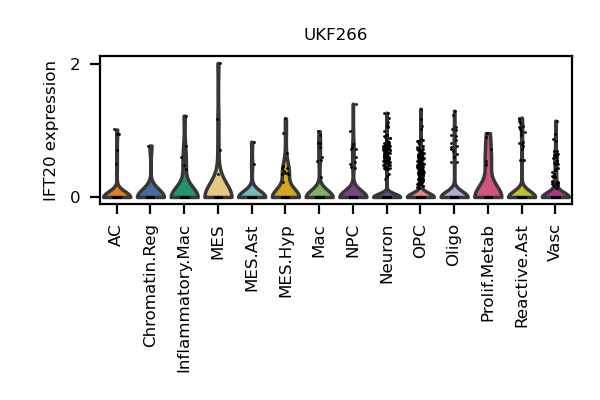 UKF266
IFT20 expression
2
0
AC
Chromatin.Reg
Inflammatory.Mac
MES
MES.Ast
MES.Hyp
Mac
NPC
Neuron
OPC
Oligo
Prolif.Metab
Reactive.Ast
Vasc